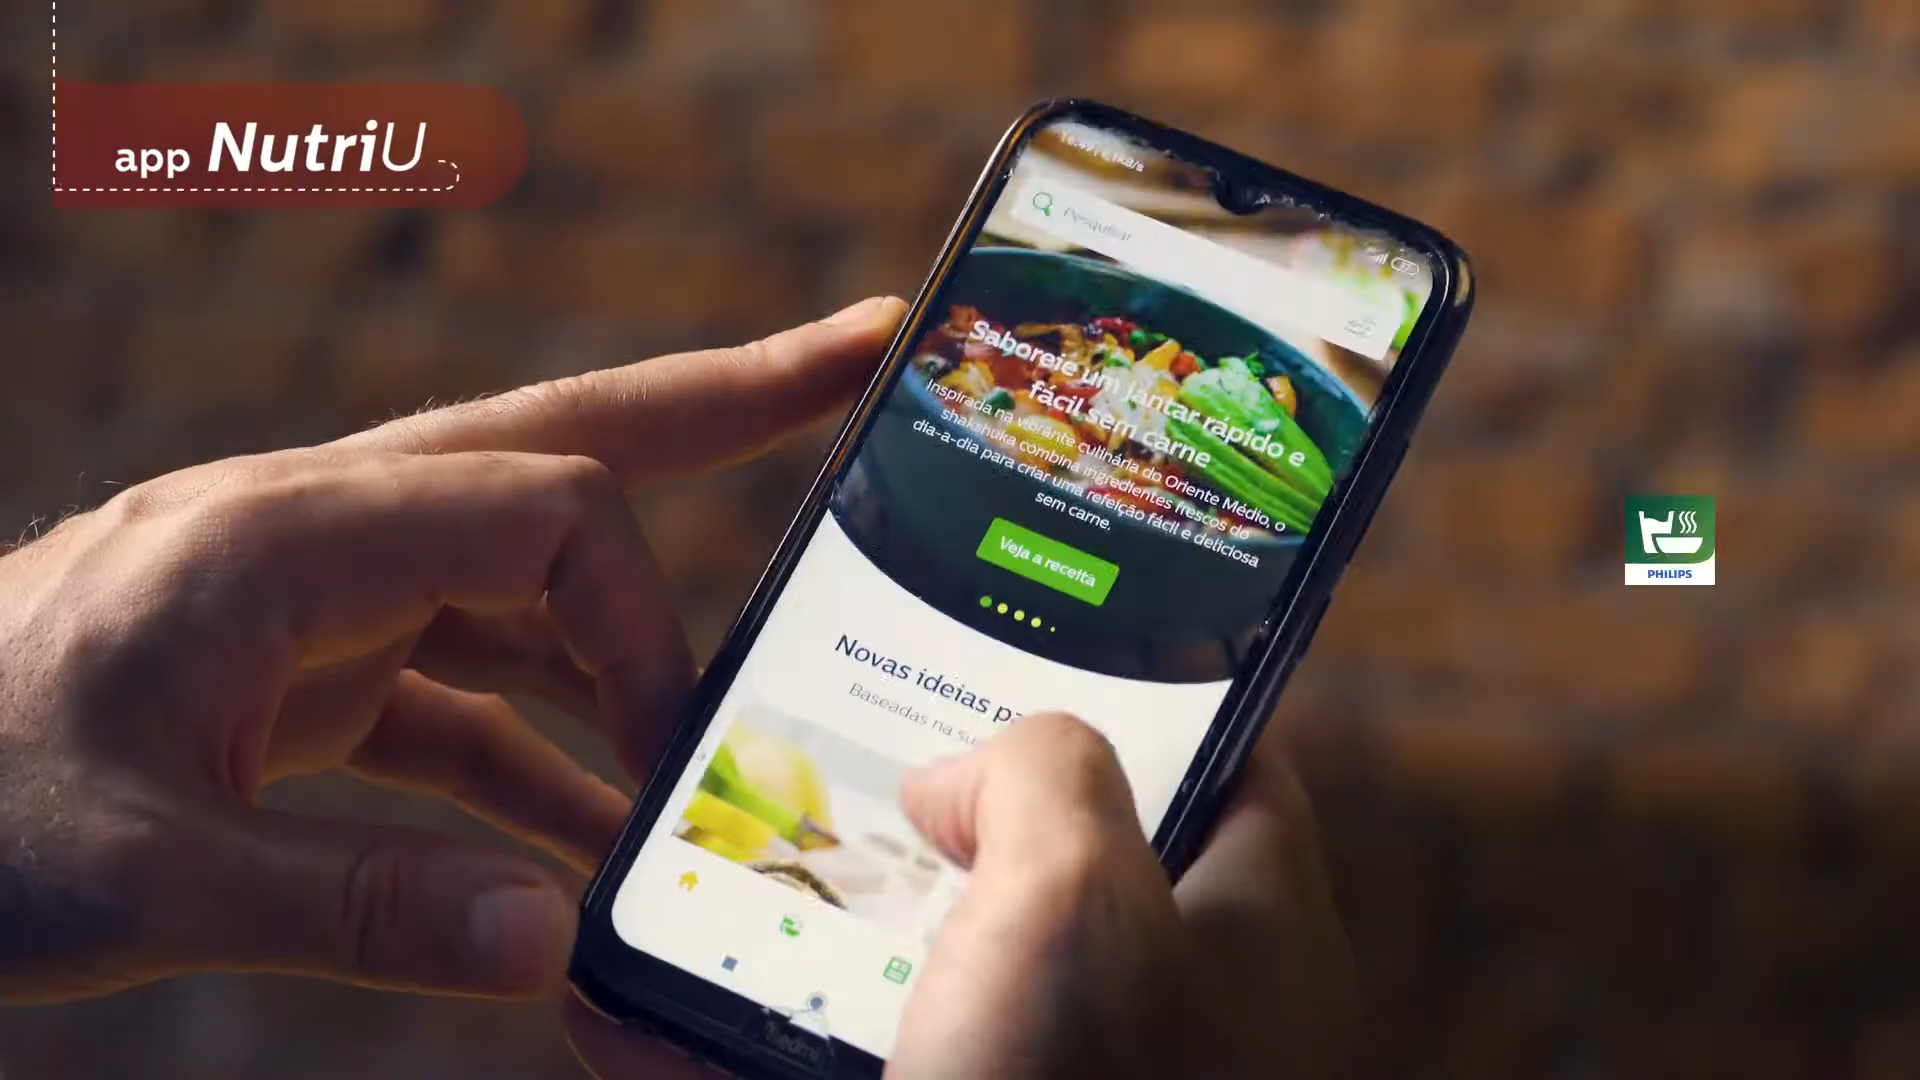 app NutriU
Pesquisar
Saboreie um jantar rápido e
fácil sem carne
Inspirada na vibrante culinária do Oriente Médio, o
shakshuka combina ingredientes frescos do
dia-a-dia para criar uma refeição fácil e deliciosa
sem carne.
Veja a receita
PHILIPS
Novas ideias pa
Baseadas na su
Redmi